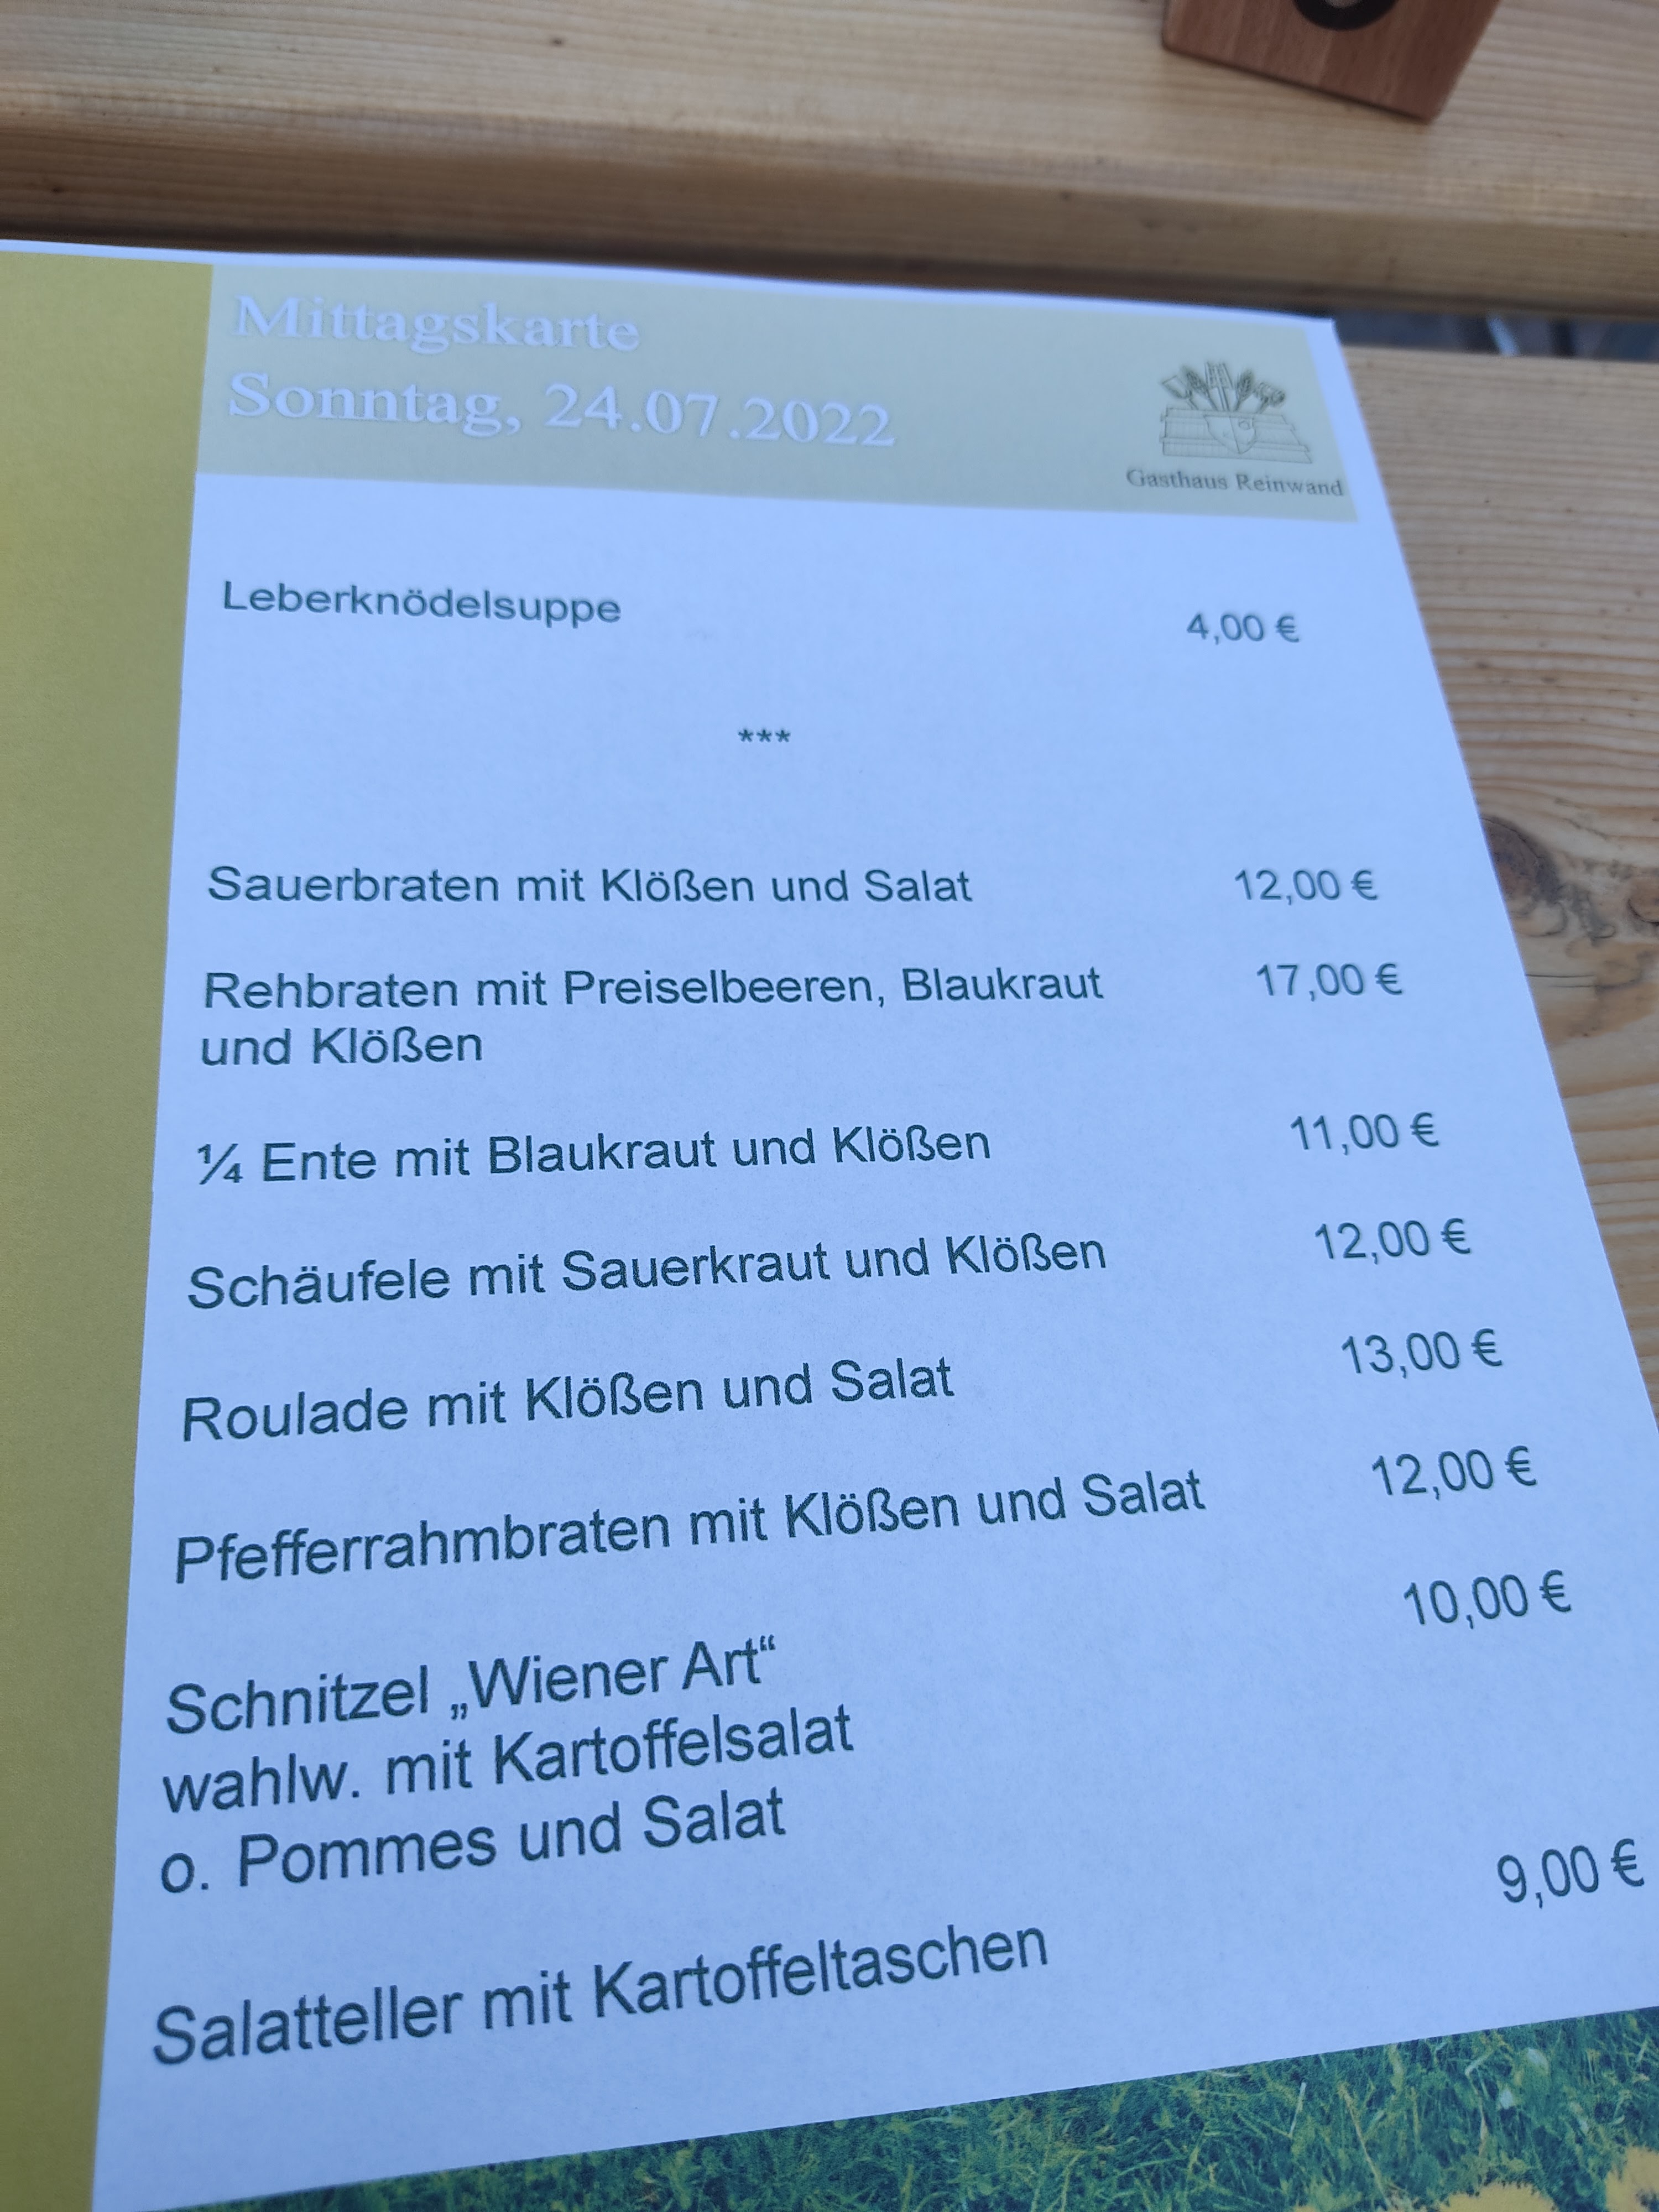 Mittagskarte
Sonntag, 24.07.2022
Gasthaus Reinwand
Leberknödelsuppe 4,00 €
***
Sauerbraten mit Klößen und Salat 12,00 €
Rehbraten mit Preiselbeeren, Blaukraut 17,00 €
und Klößen
¼ Ente mit Blaukraut und Klößen 11,00 €
Schäufele mit Sauerkraut und Klößen 12,00 €
Roulade mit Klößen und Salat 13,00 €
Pfefferrahmbraten mit Klößen und Salat 12,00 €
Schnitzel „Wiener Art“ 10,00 €
wahlw. mit Kartoffelsalat
o. Pommes und Salat
Salatteller mit Kartoffeltaschen 9,00 €